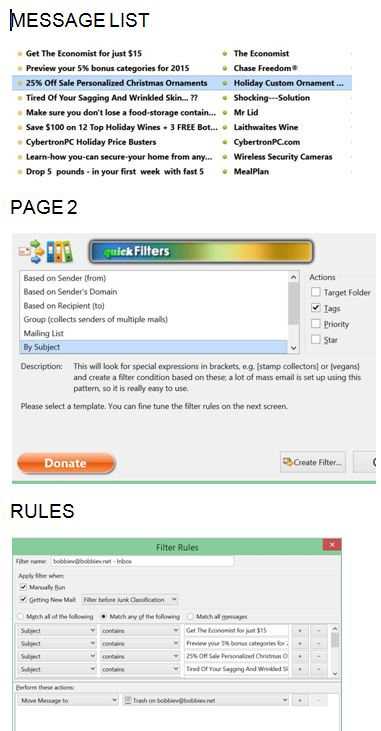 MESSAGE LIST
Get The Economist for just $15 The Economist
Preview your 5% bonus categories for 2015 Chase Freedom®
25% Off Sale Personalized Christmas Ornaments Holiday Custom Ornament ...
Tired Of Your Sagging And Wrinkled Skin... ?? Shocking---Solution
Make sure you don't lose a food-storage contain... Mr Lid
Save $100 on 12 Top Holiday Wines + 3 FREE Bot... Laithwaites Wine
CybertronPC Holiday Price Busters CybertronPC.com
Learn-how you-can secure-your home from any... Wireless Security Cameras
Drop 5 pounds - in your first week with fast 5 MealPlan
PAGE 2
quickFilters
Based on Sender (from)
Based on Sender's Domain
Based on Recipient (to)
Group (collects senders of multiple mails)
Mailing List
By Subject
Actions
Target Folder
Tags
Priority
Star
Description: This will look for special expressions in brackets, e.g. [stamp collectors] or {vegans}
and create a filter condition based on these; a lot of mass email is set up using this
pattern, so it is really easy to use.
Please select a template. You can fine tune the filter rules on the next screen.
Donate Create Filter...
RULES
Filter Rules
Filter name: bobbiev@bobbiev.net - Inbox
Apply filter when:
Manually Run
Getting New Mail: Filter before Junk Classification
Match all of the following Match any of the following Match all messages
Subject contains Get The Economist for just $15 + -
Subject contains Preview your 5% bonus categories for + -
Subject contains 25% Off Sale Personalized Christmas O + -
Subject contains Tired Of Your Sagging And Wrinkled Sk + -
Perform these actions:
Move Message to Trash on bobbiev@bobbiev.net + -